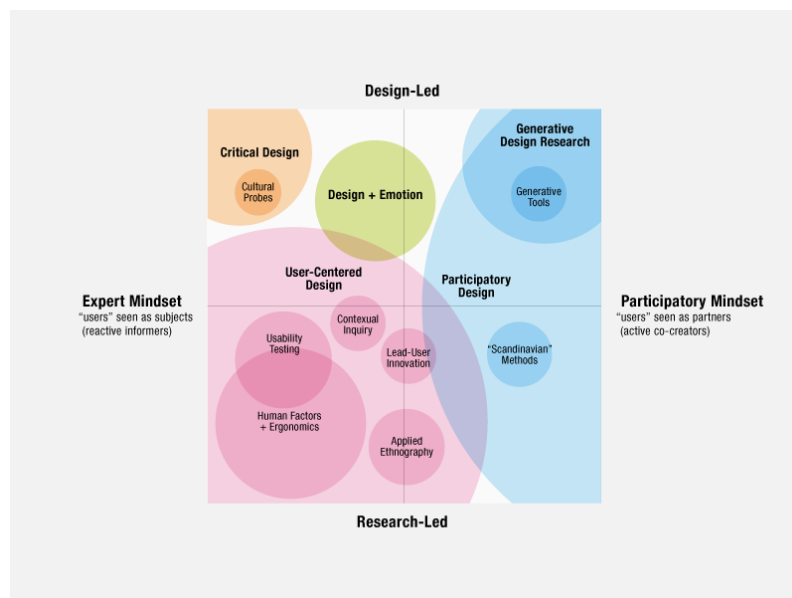 Design-Led
Generative
Design Research
Critical Design
Cultural
Probes
Design + Emotion
Generative
Tools
User-Centered
Design
Participatory
Design
Expert Mindset
"users" seen as subjects
(reactive informers)
Participatory Mindset
"users" seen as partners
(active co-creators)
Contexual
Inquiry
Usability
Testing
Lead-User
Innovation
"Scandinavian"
Methods
Human Factors
+ Ergonomics
Applied
Ethnography
Research-Led